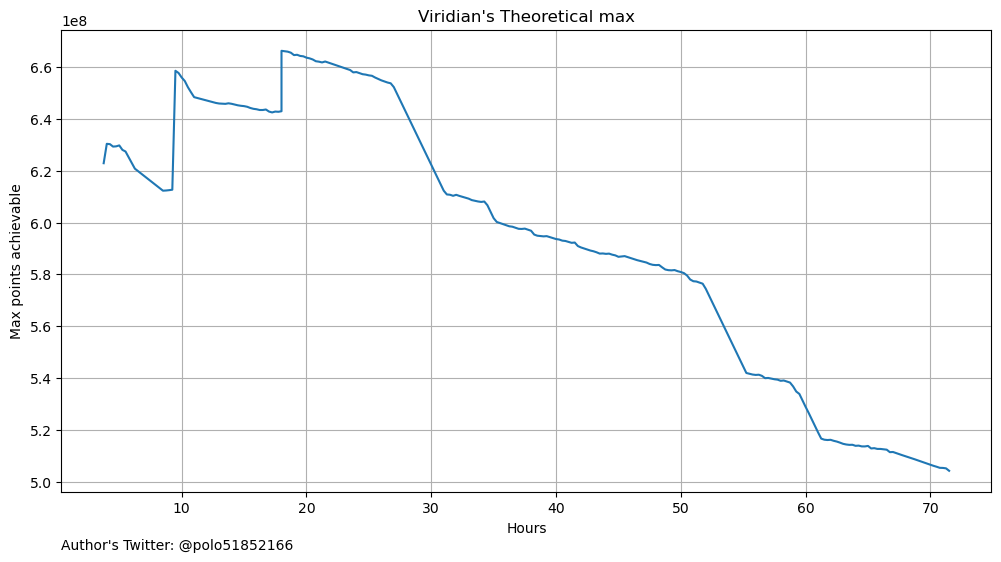 Viridian's Theoretical max
1e8
6.6
6.4
6.2
6.0
5.8
5.6
5.4
5.2
5.0
Max points achievable
10 20 30 40 50 60 70
Hours
Author's Twitter: @polo51852166